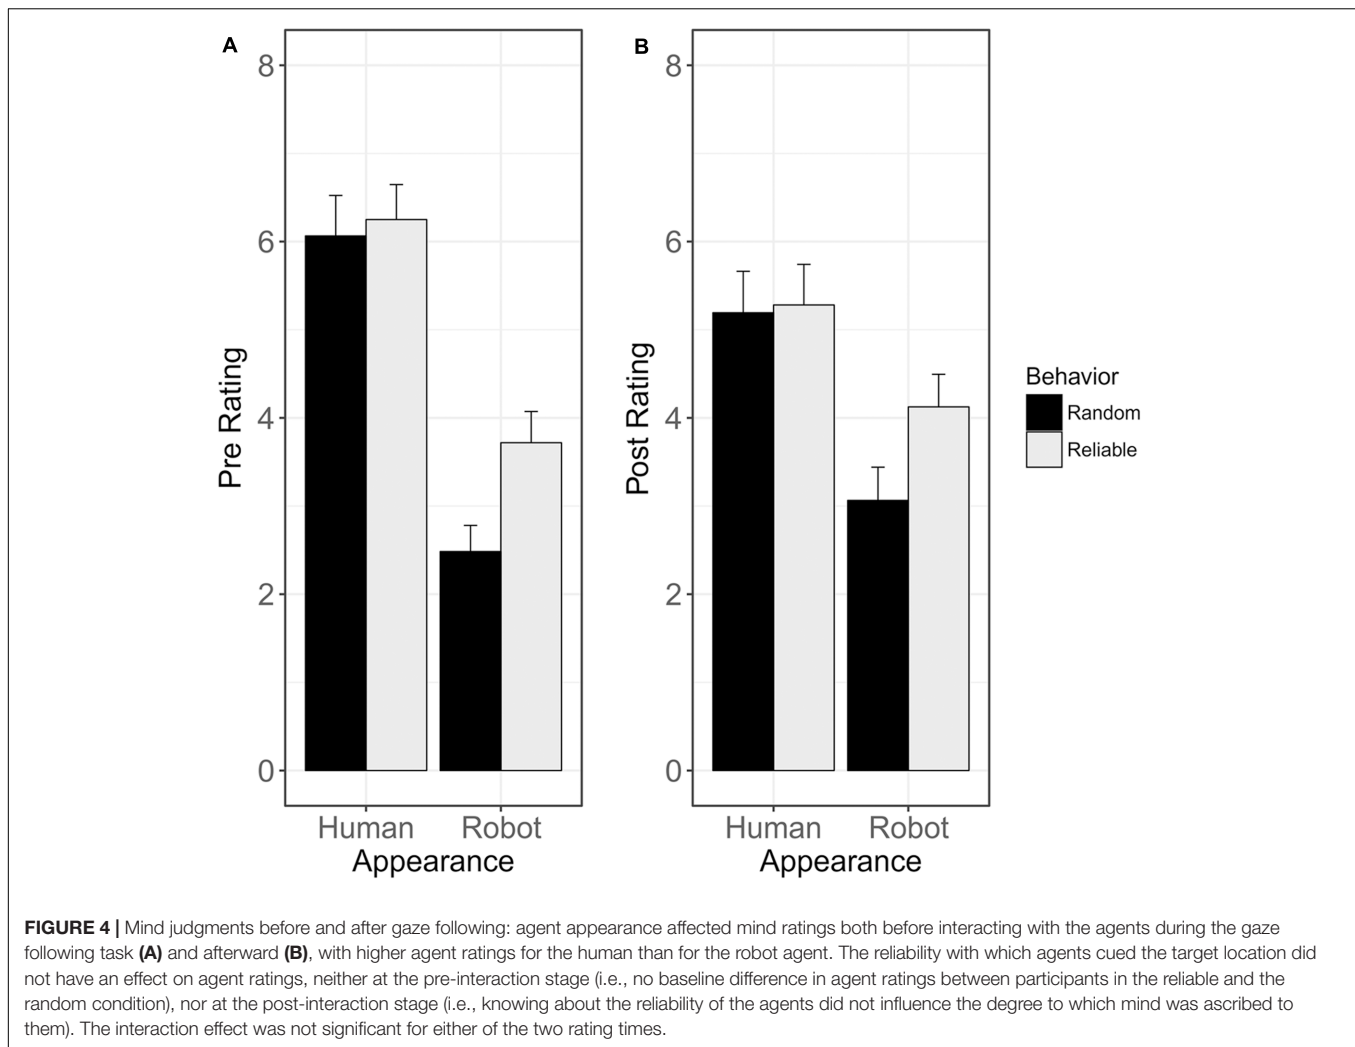 A
8
6
4
2
0
Pre Rating
Human Robot
Appearance
B
8
6
4
2
0
Post Rating
Human Robot
Appearance
Behavior
Random
Reliable
FIGURE 4 | Mind judgments before and after gaze following: agent appearance affected mind ratings both before interacting with the agents during the gaze
following task (A) and afterward (B), with higher agent ratings for the human than for the robot agent. The reliability with which agents cued the target location did
not have an effect on agent ratings, neither at the pre-interaction stage (i.e., no baseline difference in agent ratings between participants in the reliable and the
random condition), nor at the post-interaction stage (i.e., knowing about the reliability of the agents did not influence the degree to which mind was ascribed to
them). The interaction effect was not significant for either of the two rating times.